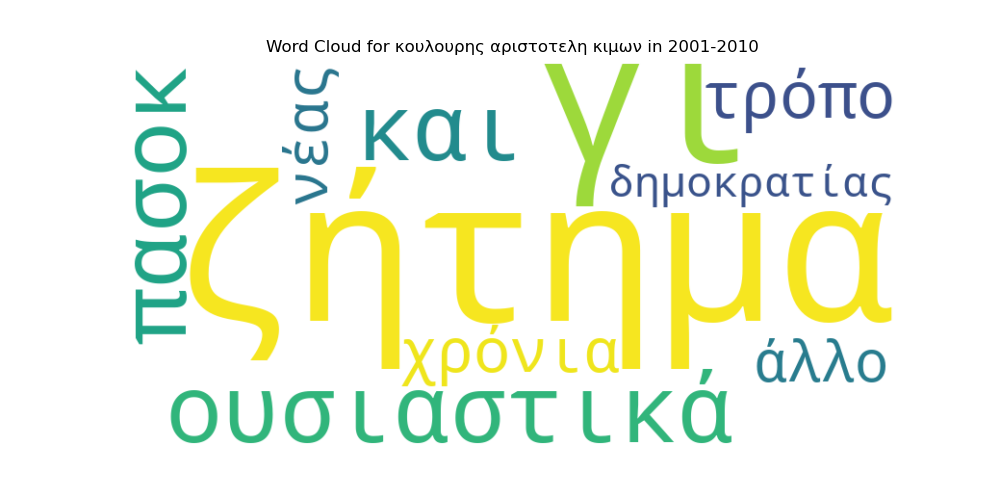 Word Cloud for κουλουρης αριστοτελη κιμων in 2001-2010
πασοκ
νέας
και
γι
τρόπο
δημοκρατίας
ζήτημα
χρόνια
άλλο
ουσιαστικά